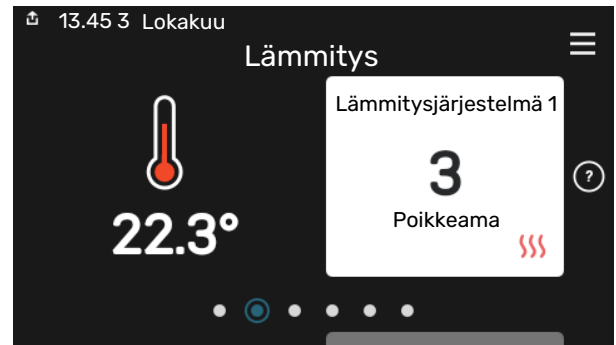 13.45 3 Lokakuu
Lämmitys
Lämmitysjärjestelmä 1
3
Poikkeama
22.3°
?